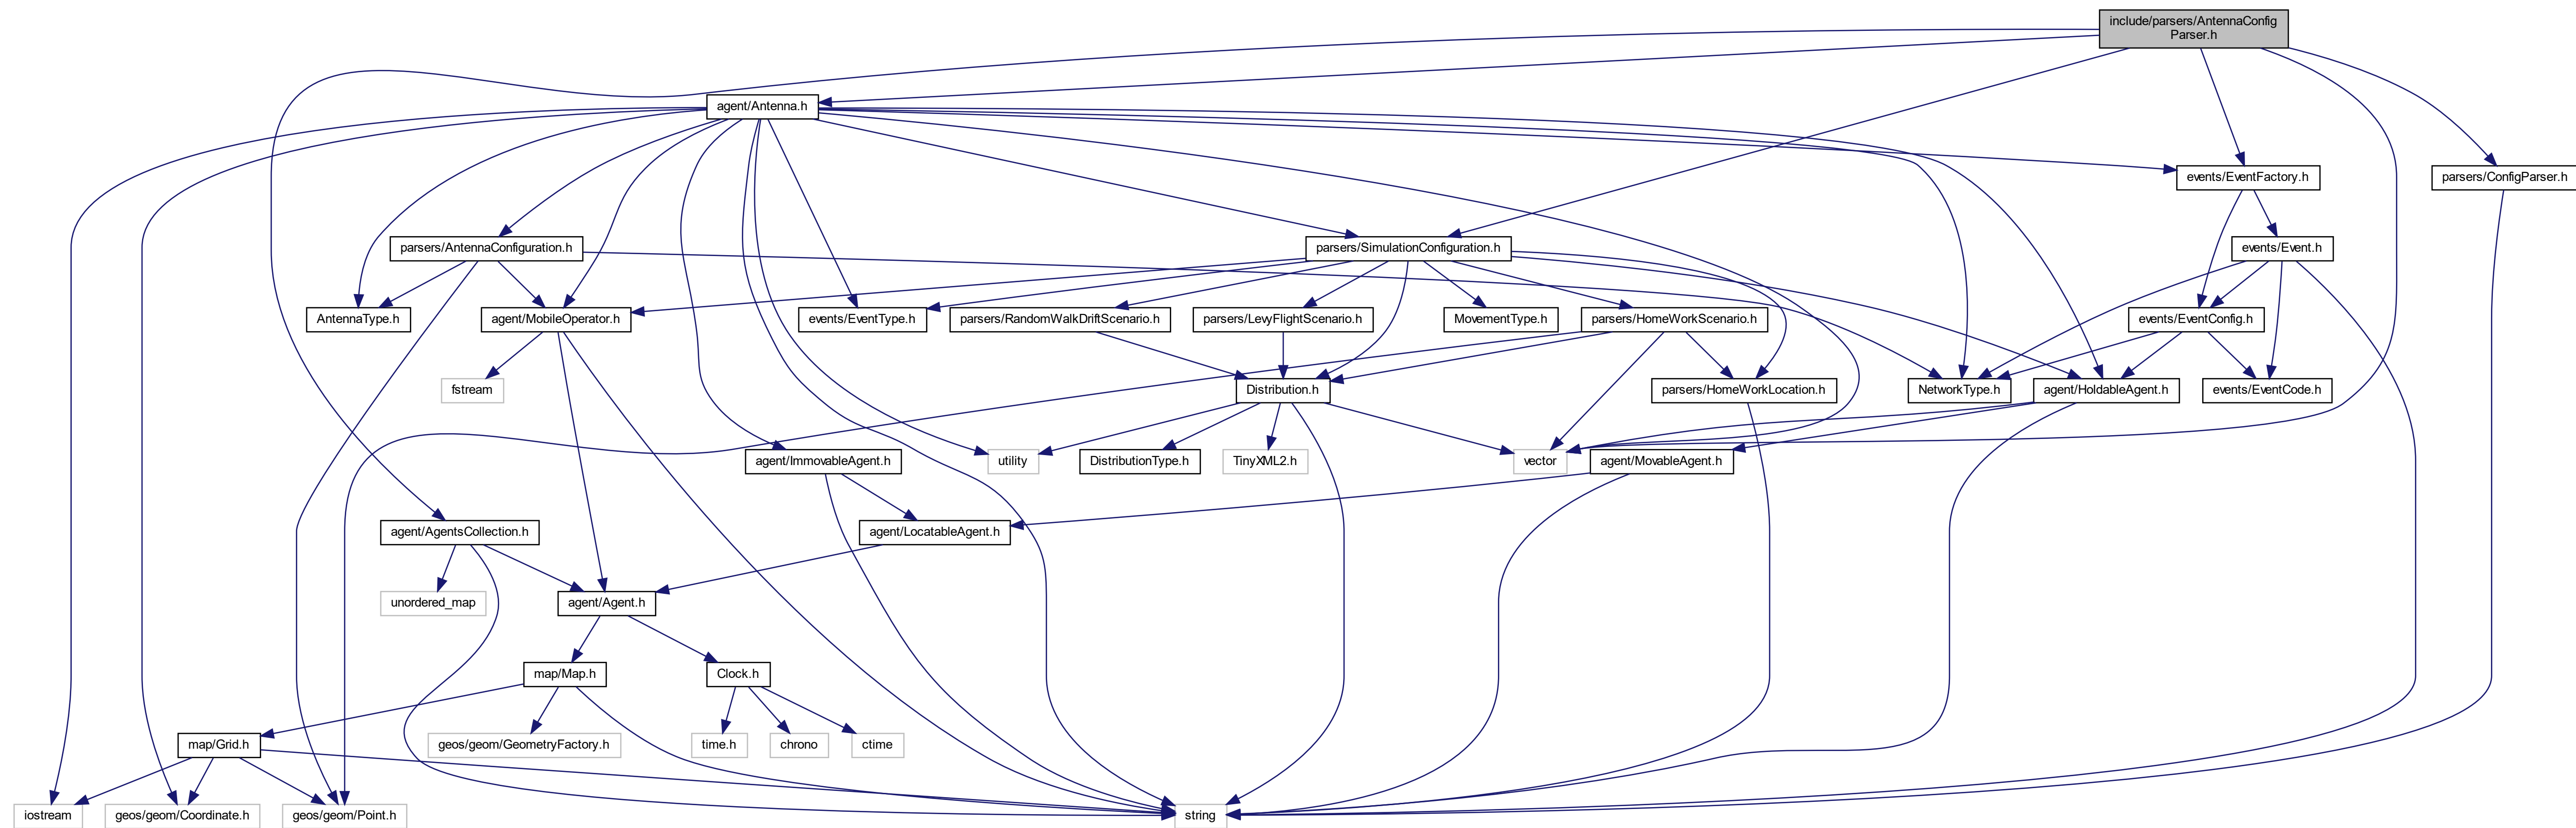 include/parsers/AntennaConfig
Parser.h
agent/Antenna.h
events/EventFactory.h
parsers/ConfigParser.h
parsers/AntennaConfiguration.h
parsers/SimulationConfiguration.h
events/Event.h
AntennaType.h
agent/MobileOperator.h
events/EventType.h
parsers/RandomWalkDriftScenario.h
parsers/LevyFlightScenario.h
MovementType.h
parsers/HomeWorkScenario.h
events/EventConfig.h
fstream
Distribution.h
parsers/HomeWorkLocation.h
NetworkType.h
agent/HoldableAgent.h
events/EventCode.h
agent/ImmovableAgent.h
utility
DistributionType.h
TinyXML2.h
vector
agent/MovableAgent.h
agent/AgentsCollection.h
agent/LocatableAgent.h
unordered_map
agent/Agent.h
map/Map.h
Clock.h
map/Grid.h
geos/geom/GeometryFactory.h
time.h
chrono
ctime
iostream
geos/geom/Coordinate.h
geos/geom/Point.h
string